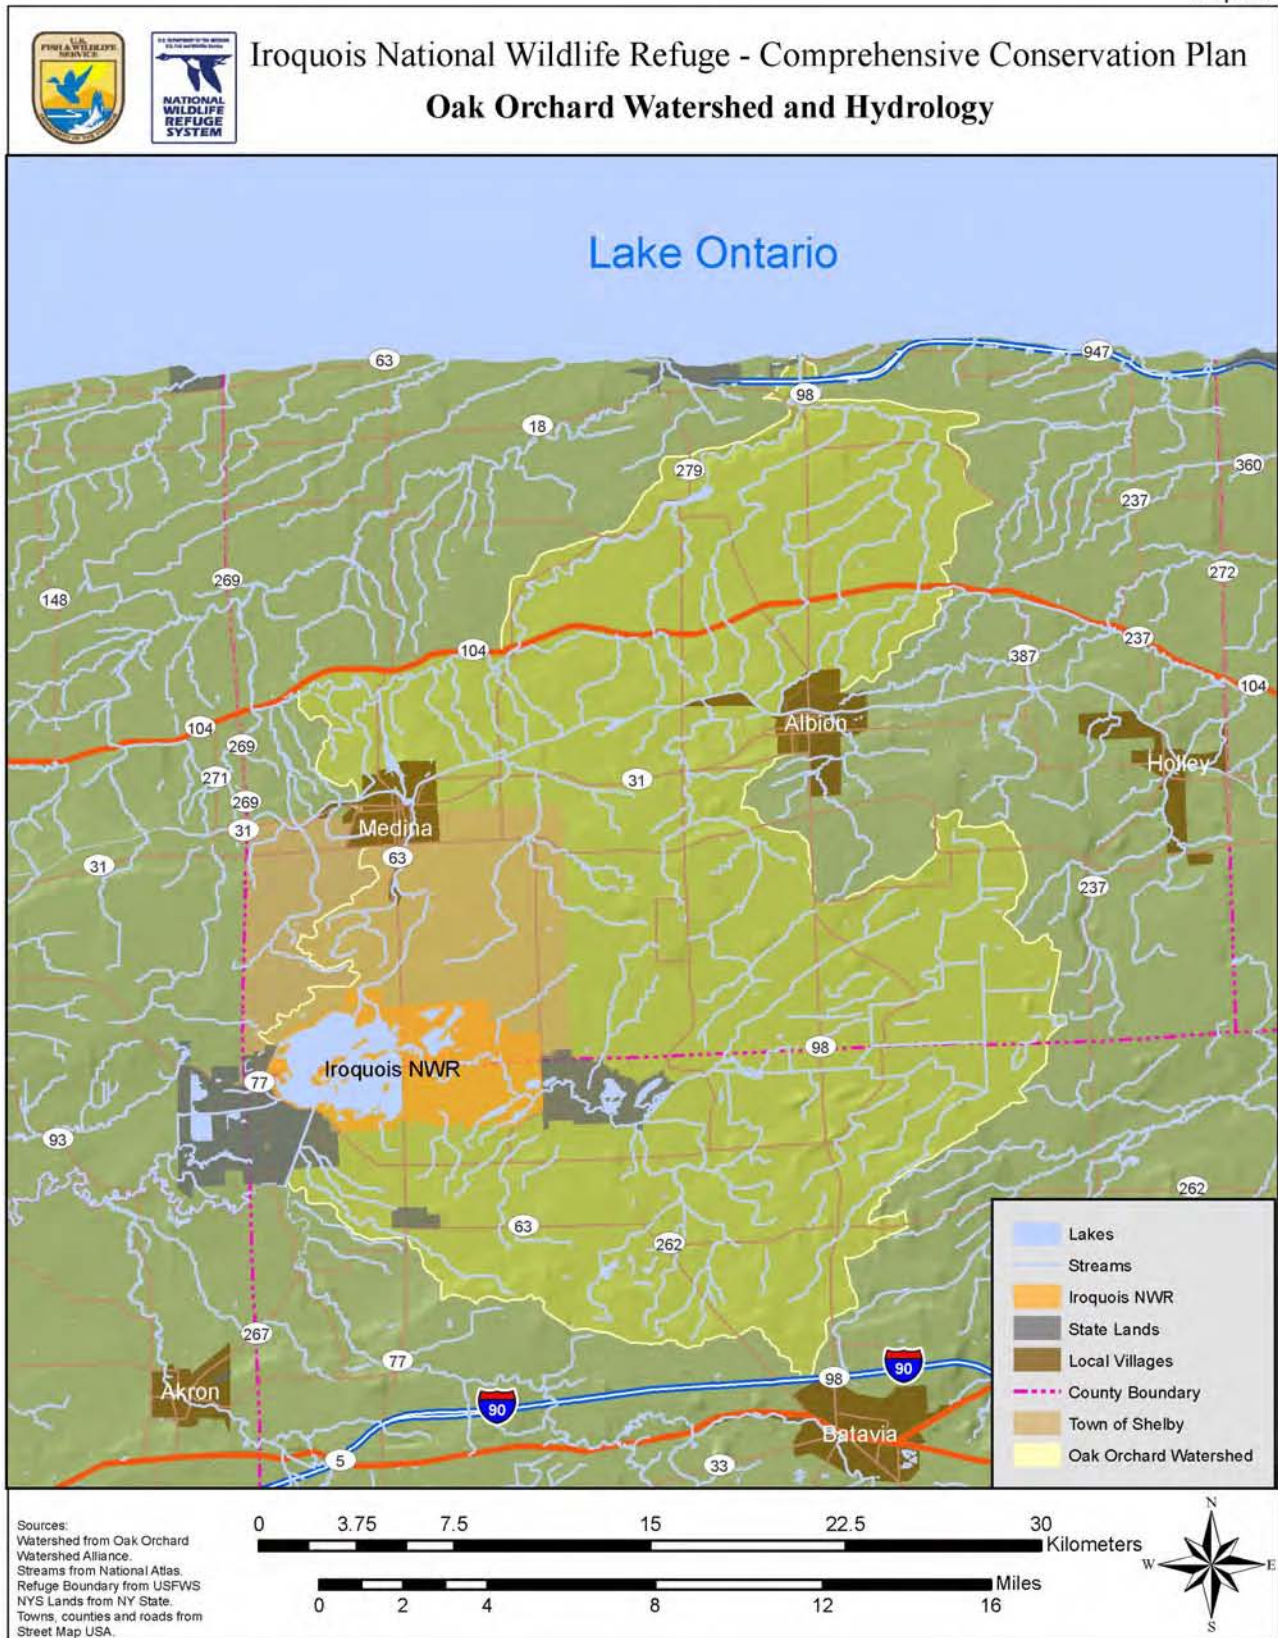 U.S.
FISH & WILDLIFE
SERVICE
NATIONAL
WILDLIFE
REFUGE
SYSTEM
Iroquois National Wildlife Refuge - Comprehensive Conservation Plan
Oak Orchard Watershed and Hydrology
Lake Ontario
63
947
98
18
279
360
237
269
272
148
104
237
387
104
104
Albion
269
Holley
271
31
269
31
Medina
31
63
237
98
Iroquois NWR
77
93
262
63
262
267
77
90
98
Akron
90
Batavia
5
33
Lakes
Streams
Iroquois NWR
State Lands
Local Villages
County Boundary
Town of Shelby
Oak Orchard Watershed
Sources:
Watershed from Oak Orchard
Watershed Alliance.
Streams from National Atlas.
Refuge Boundary from USFWS
NYS Lands from NY State.
Towns, counties and roads from
Street Map USA.
0 3.75 7.5 15 22.5 30
Kilometers
Miles
0 2 4 8 12 16
N
W E
S